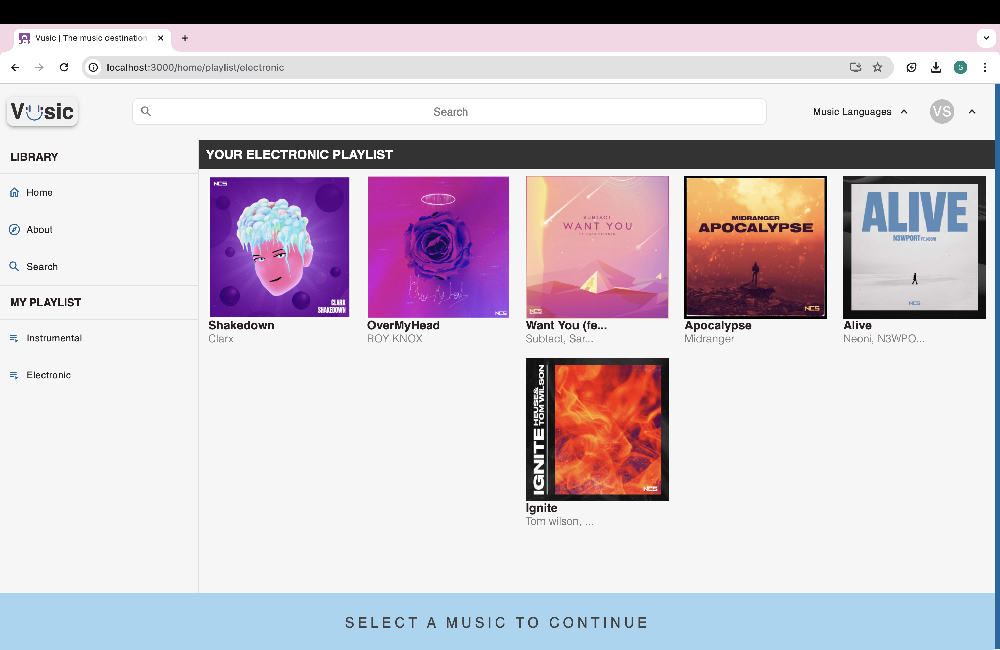 Vusic | The music destination
localhost:3000/home/playlist/electronic
G
Vusic
Search
Music Languages
VS
LIBRARY
Home
About
Search
MY PLAYLIST
Instrumental
Electronic
YOUR ELECTRONIC PLAYLIST
NCS
CLARX
SHAKEDOWN
Shakedown
Clarx
Over My Head
NCS
OverMyHead
ROY KNOX
SUBTACT
WANT YOU
FT. SARA SKINNER
NCS
Want You (fe...
Subtact, Sar...
MIDRANGER
APOCALYPSE
NCS
Apocalypse
Midranger
ALIVE
N3WPORT FT. NEONI
NCS
Alive
Neoni, N3WPO...
IGNITE HEUSE&
TOM WILSON
NCS
Ignite
Tom wilson, ...
SELECT A MUSIC TO CONTINUE